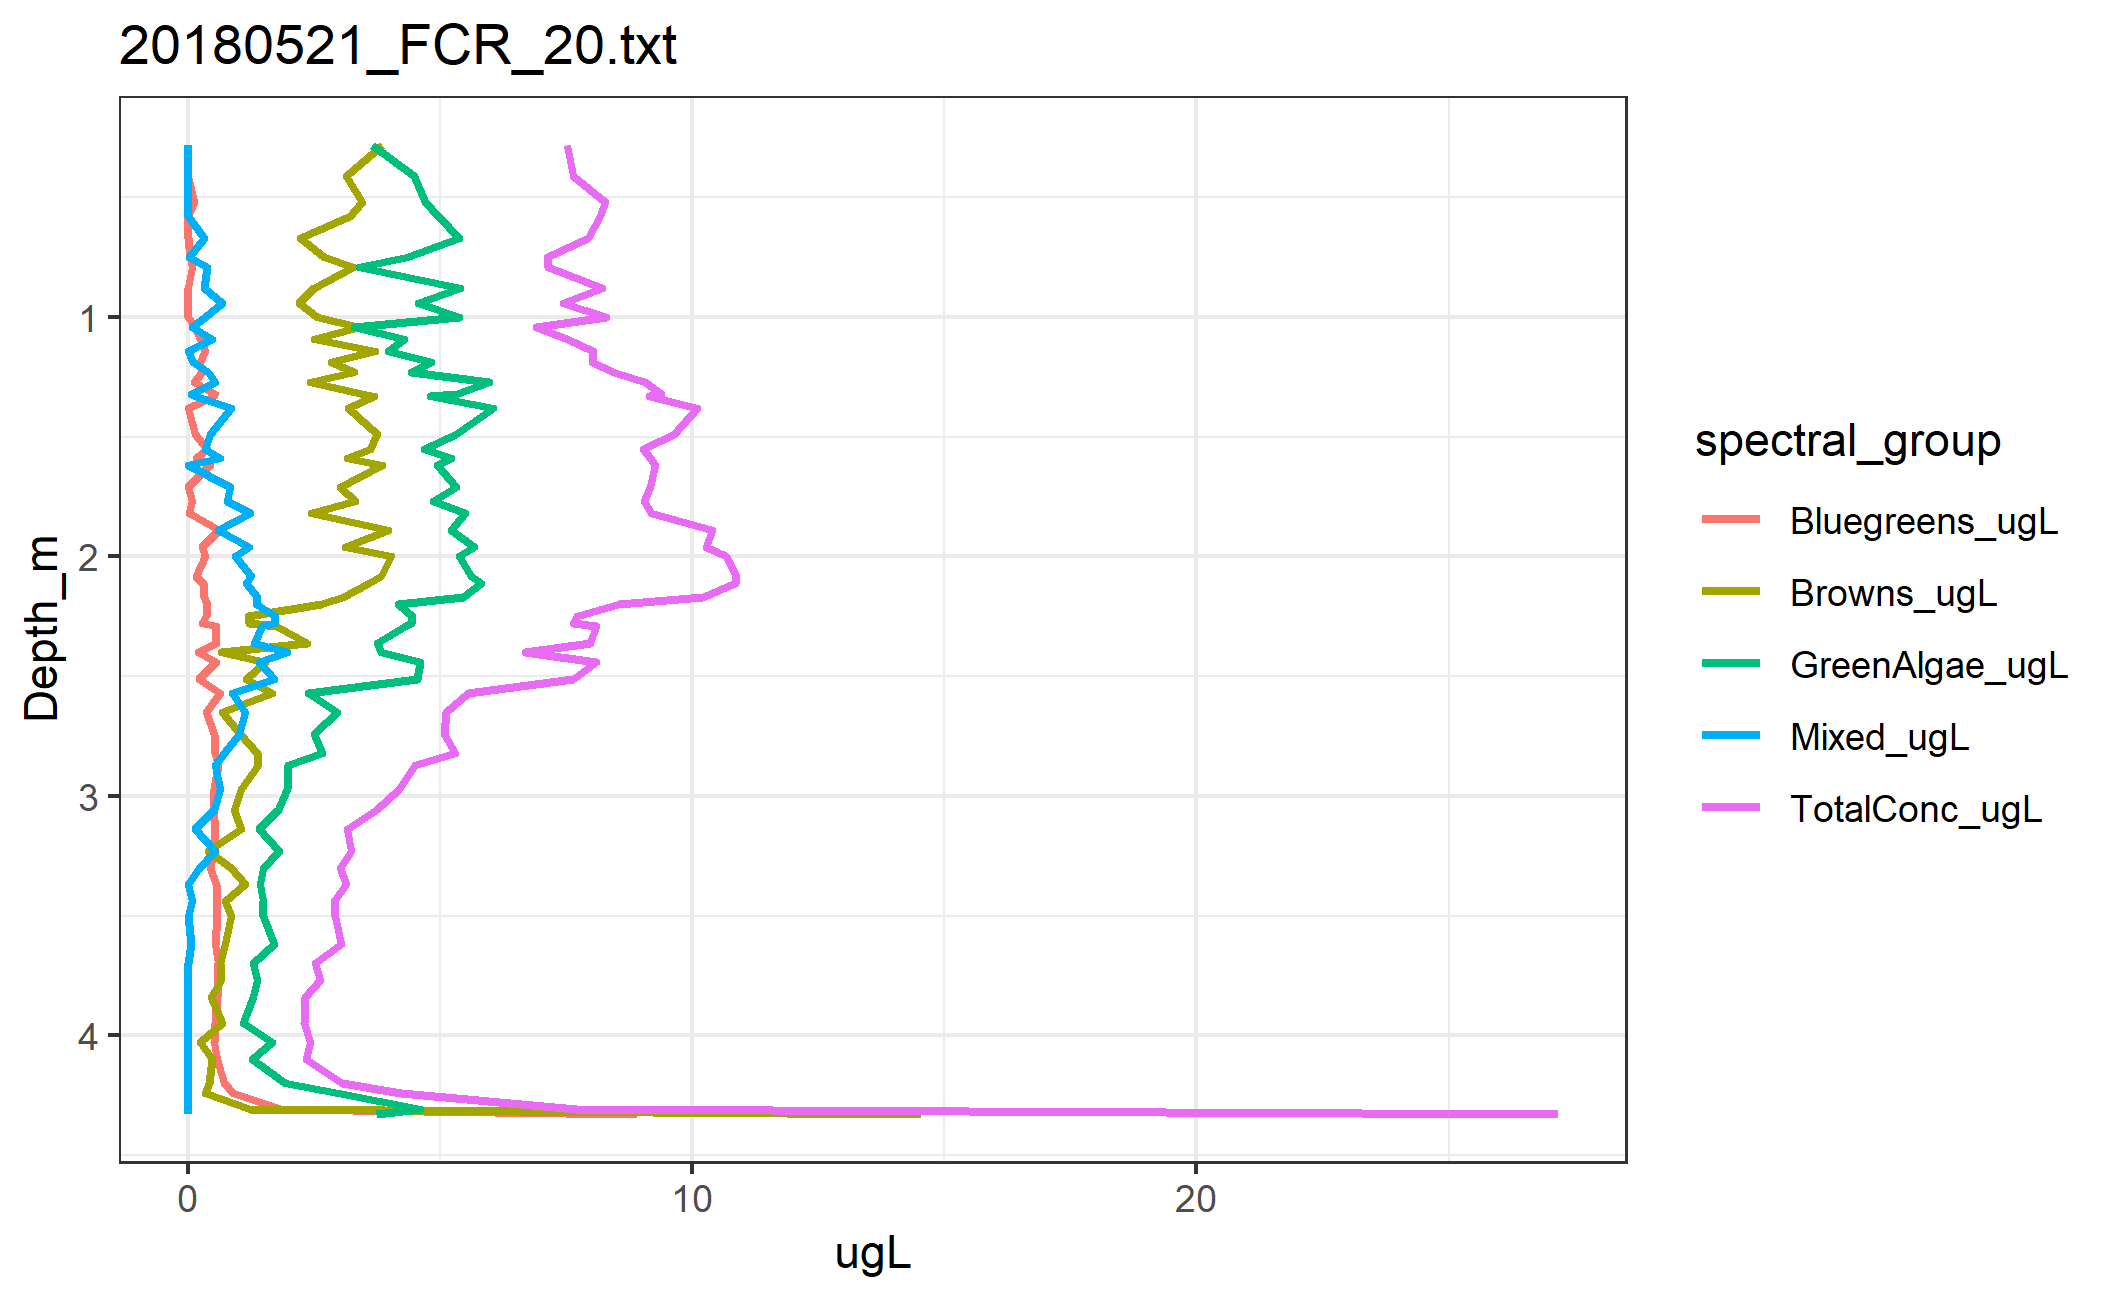 20180521_FCR_20.txt
Depth_m
1
2
3
4
0
10
20
ugL
spectral_group
Bluegreens_ugL
Browns_ugL
GreenAlgae_ugL
Mixed_ugL
TotalConc_ugL